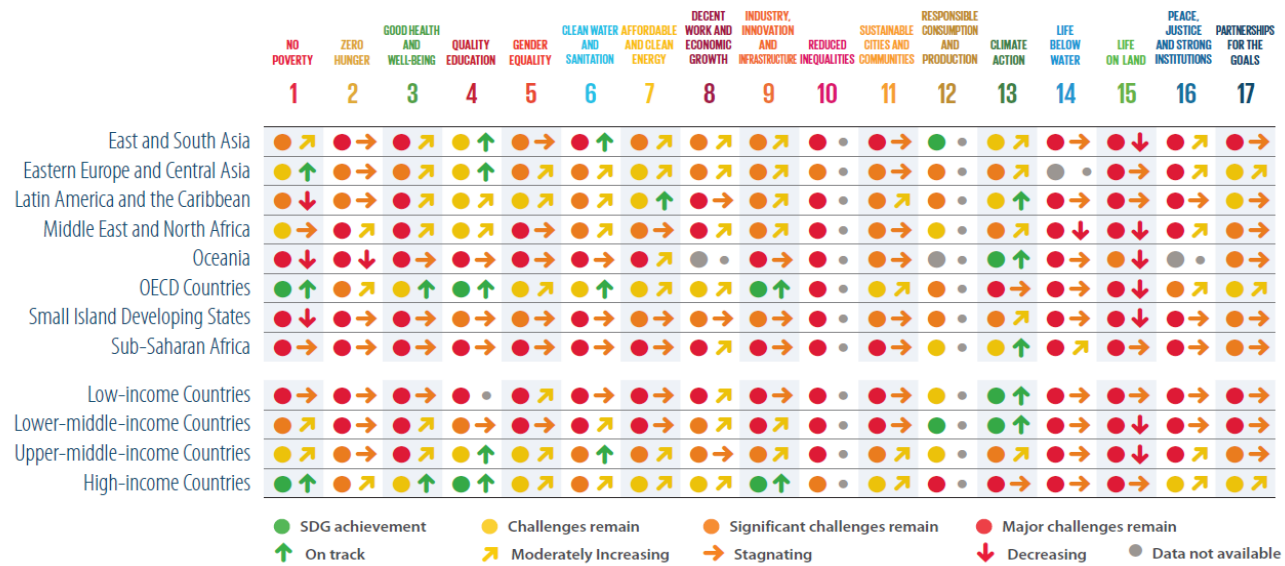 NO POVERTY
ZERO HUNGER
GOOD HEALTH AND WELL-BEING
QUALITY EDUCATION
GENDER EQUALITY
CLEAN WATER AND SANITATION
AFFORDABLE AND CLEAN ENERGY
DECENT WORK AND ECONOMIC GROWTH
INDUSTRY, INNOVATION AND INFRASTRUCTURE
REDUCED INEQUALITIES
SUSTAINABLE CITIES AND COMMUNITIES
RESPONSIBLE CONSUMPTION AND PRODUCTION
CLIMATE ACTION
LIFE BELOW WATER
LIFE ON LAND
PEACE, JUSTICE AND STRONG INSTITUTIONS
PARTNERSHIPS FOR THE GOALS
1 2 3 4 5 6 7 8 9 10 11 12 13 14 15 16 17
East and South Asia
Eastern Europe and Central Asia
Latin America and the Caribbean
Middle East and North Africa
Oceania
OECD Countries
Small Island Developing States
Sub-Saharan Africa
Low-income Countries
Lower-middle-income Countries
Upper-middle-income Countries
High-income Countries
SDG achievement Challenges remain Significant challenges remain Major challenges remain
On track Moderately Increasing Stagnating Decreasing Data not available